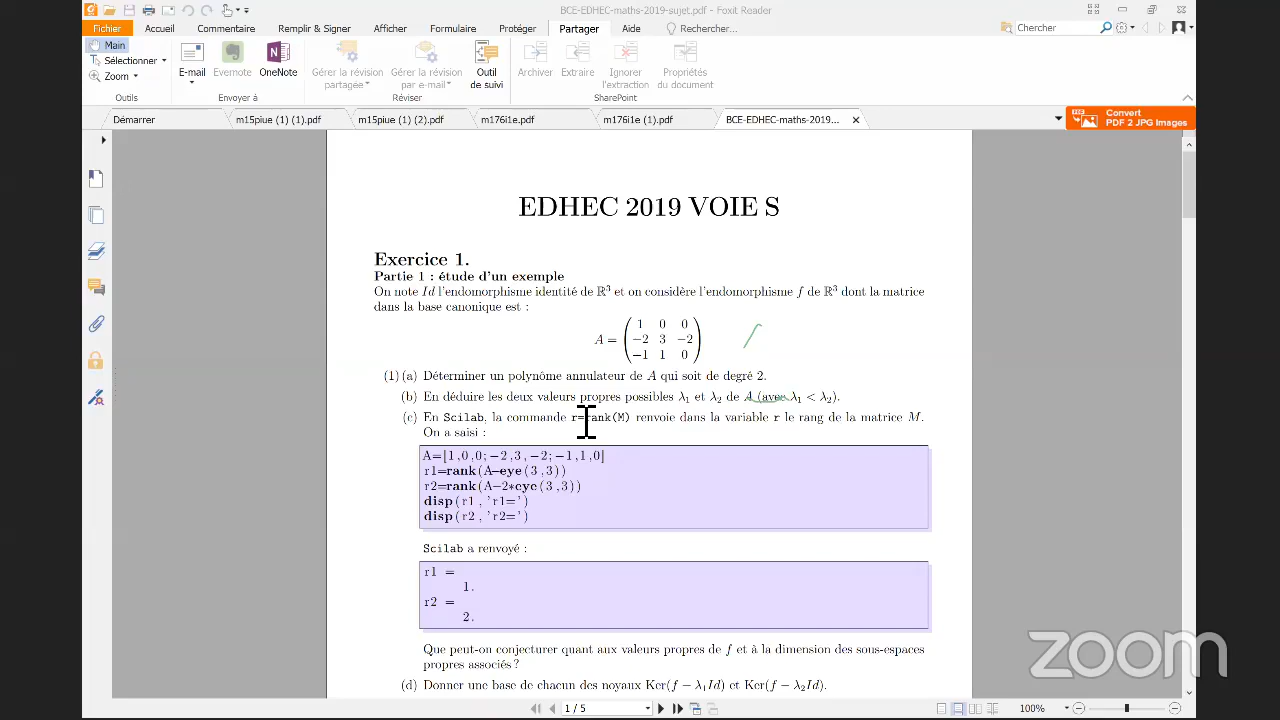 BCE-EDHEC-maths-2019-sujet.pdf - Foxit Reader
Fichier Accueil Commentaire Remplir & Signer Afficher Formulaire Protéger Partager Aide Rechercher... Chercher
Main
Sélectionner
Zoom
Outils
E-mail Evernote OneNote
Envoyer à
Gérer la révision partagée Gérer la révision par e-mail Outil de suivi
Réviser
Archiver Extraire Ignorer l'extraction Propriétés du document
SharePoint
Démarrer m15piue (1) (1).pdf m15piue (1) (2).pdf m176i1e.pdf m176i1e (1).pdf BCE-EDHEC-maths-2019...
Convert
PDF 2 JPG Images
EDHEC 2019 VOIE S
Exercice 1.
Partie 1 : étude d'un exemple
On note Id l'endomorphisme identité de ℝ³ et on considère l'endomorphisme f de ℝ³ dont la matrice
dans la base canonique est :
A = ( 1 0 0
−2 3 −2
−1 1 0 )
(1) (a) Déterminer un polynôme annulateur de A qui soit de degré 2.
(b) En déduire les deux valeurs propres possibles λ₁ et λ₂ de A (avec λ₁ < λ₂).
(c) En Scilab, la commande r=rank(M) renvoie dans la variable r le rang de la matrice M.
On a saisi :
A=[1,0,0;−2,3,−2;−1,1,0]
r1=rank(A−eye(3,3))
r2=rank(A−2*eye(3,3))
disp(r1,'r1=')
disp(r2,'r2=')
Scilab a renvoyé :
r1 =
1.
r2 =
2.
Que peut-on conjecturer quant aux valeurs propres de f et à la dimension des sous-espaces
propres associés ?
(d) Donner une base de chacun des noyaux Ker(f − λ₁Id) et Ker(f − λ₂Id).
zoom
1 / 5 100%